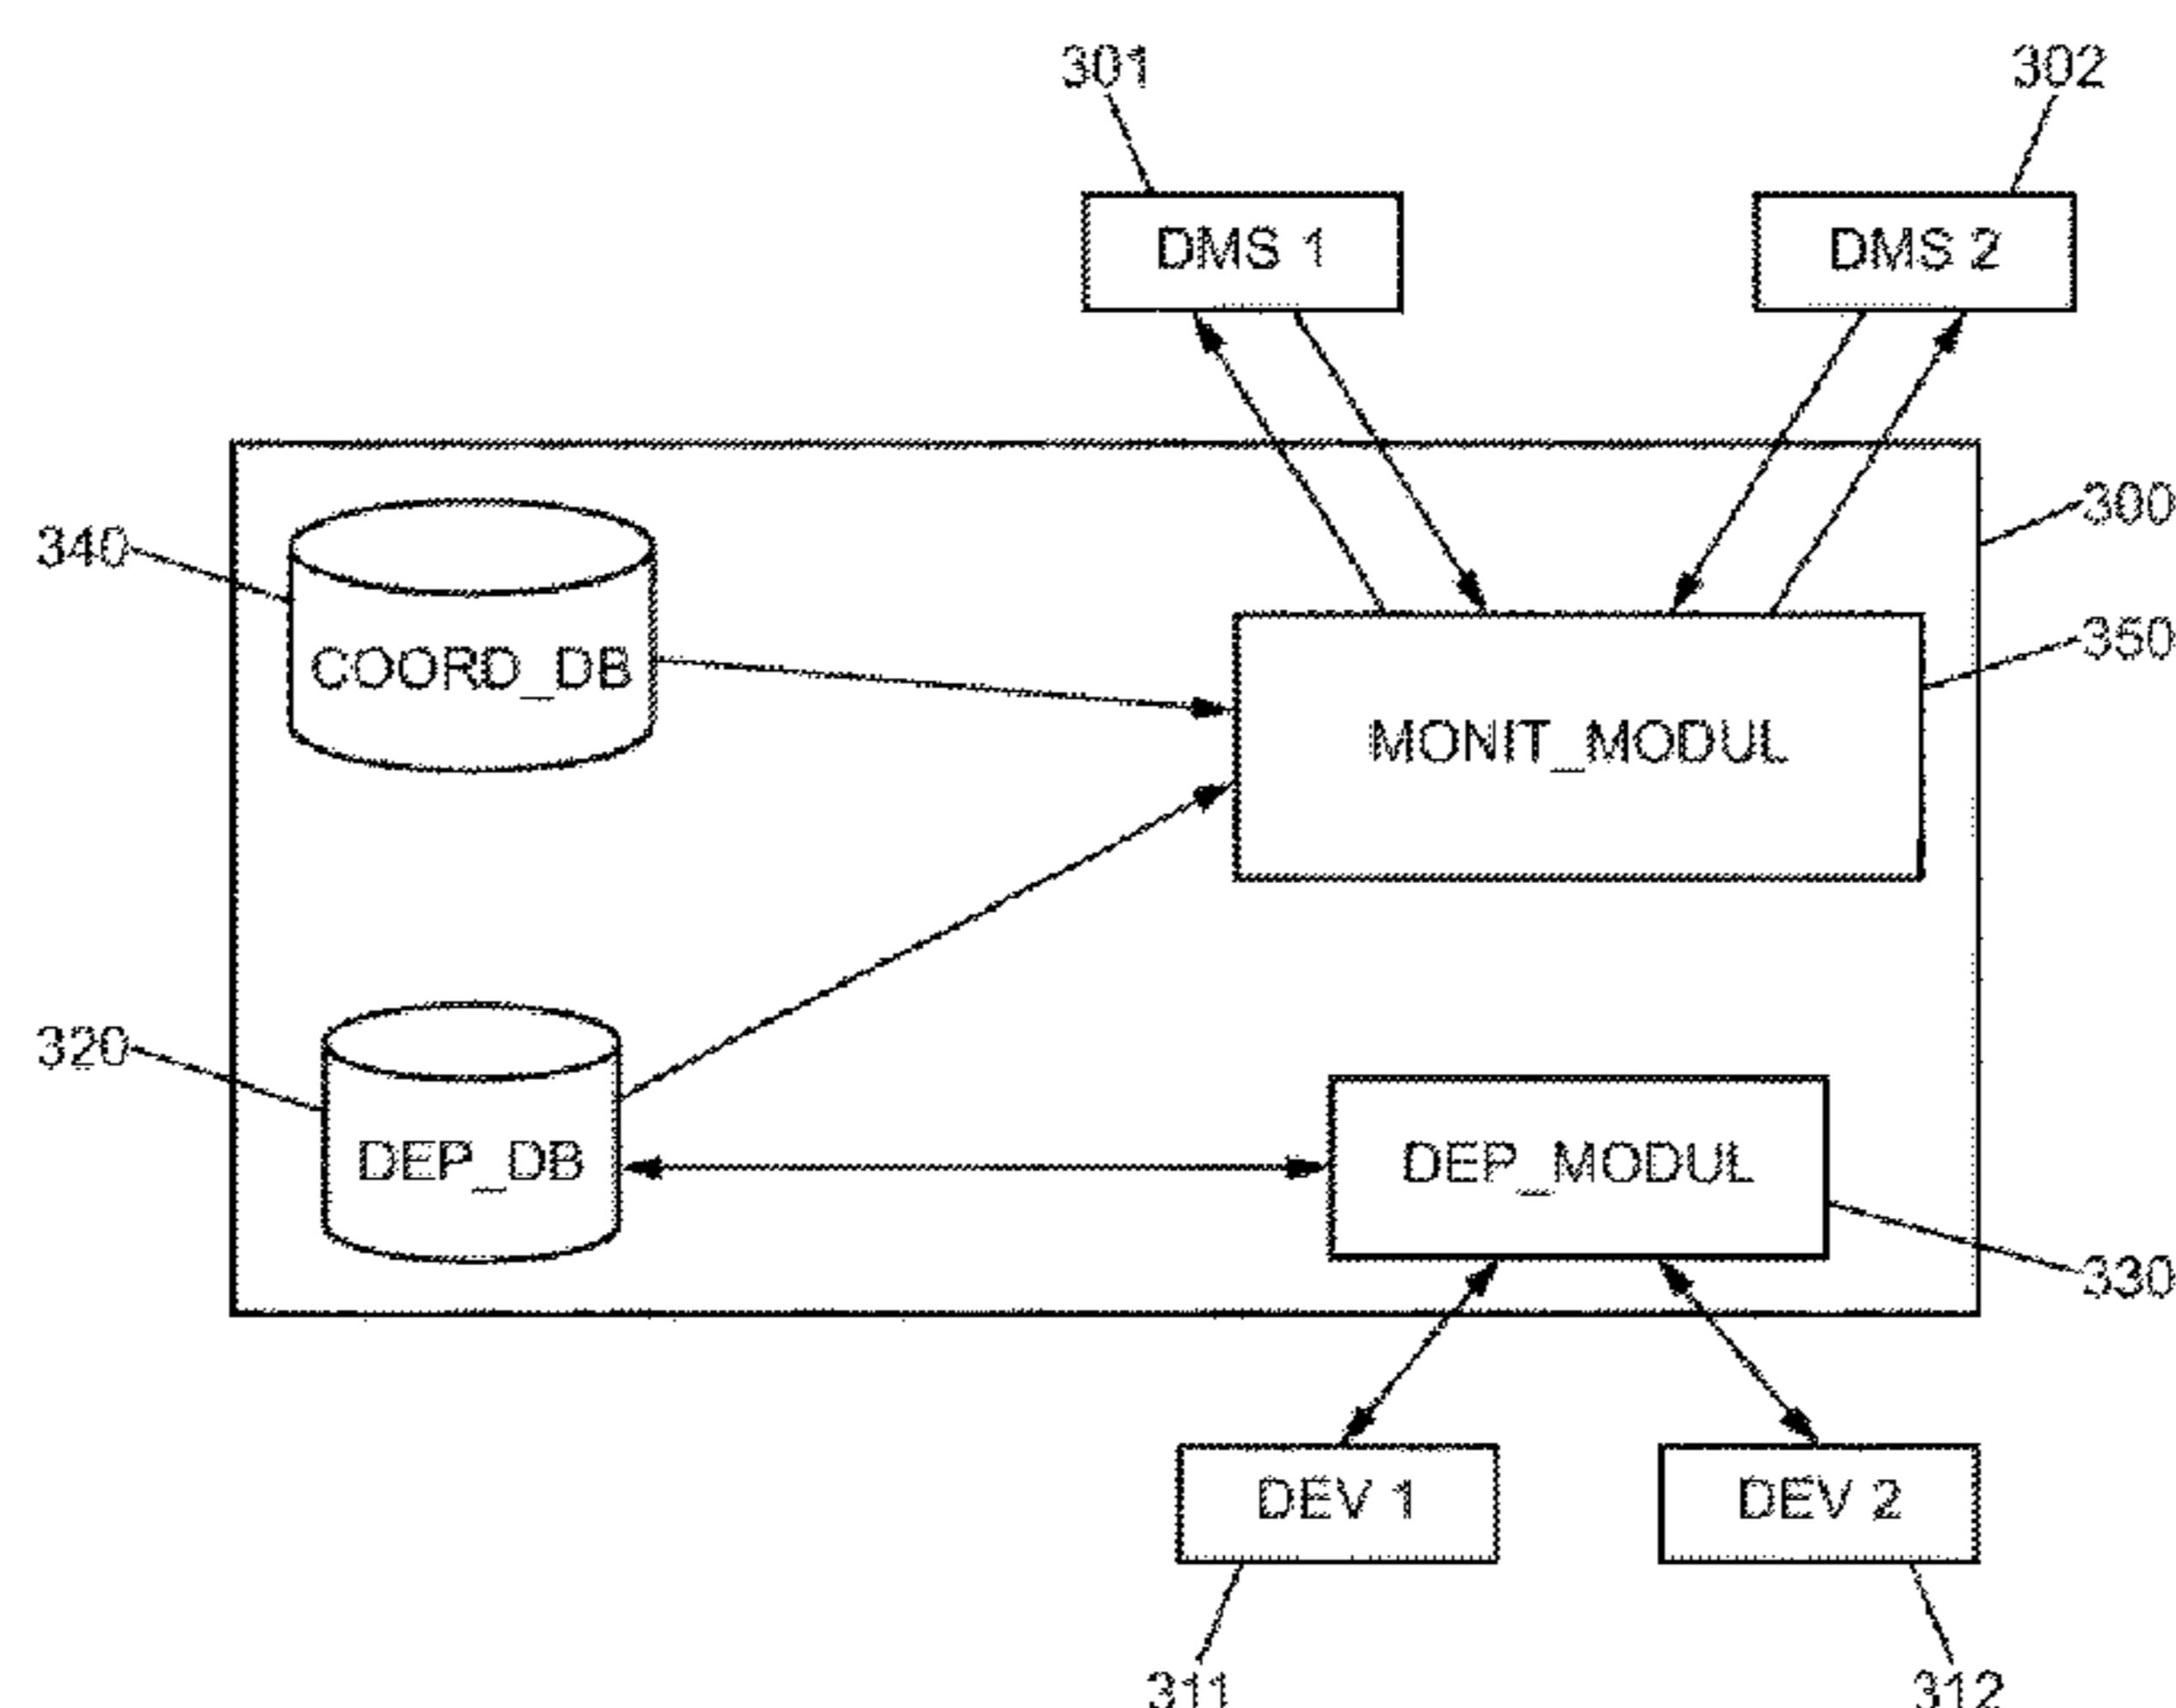 301
302
DMS 1
DMS 2
300
340
350
COORD_DB
MONIT_MODUL
320
DEP_DB
DEP_MODUL
330
DEV 1
DEV 2
311
312